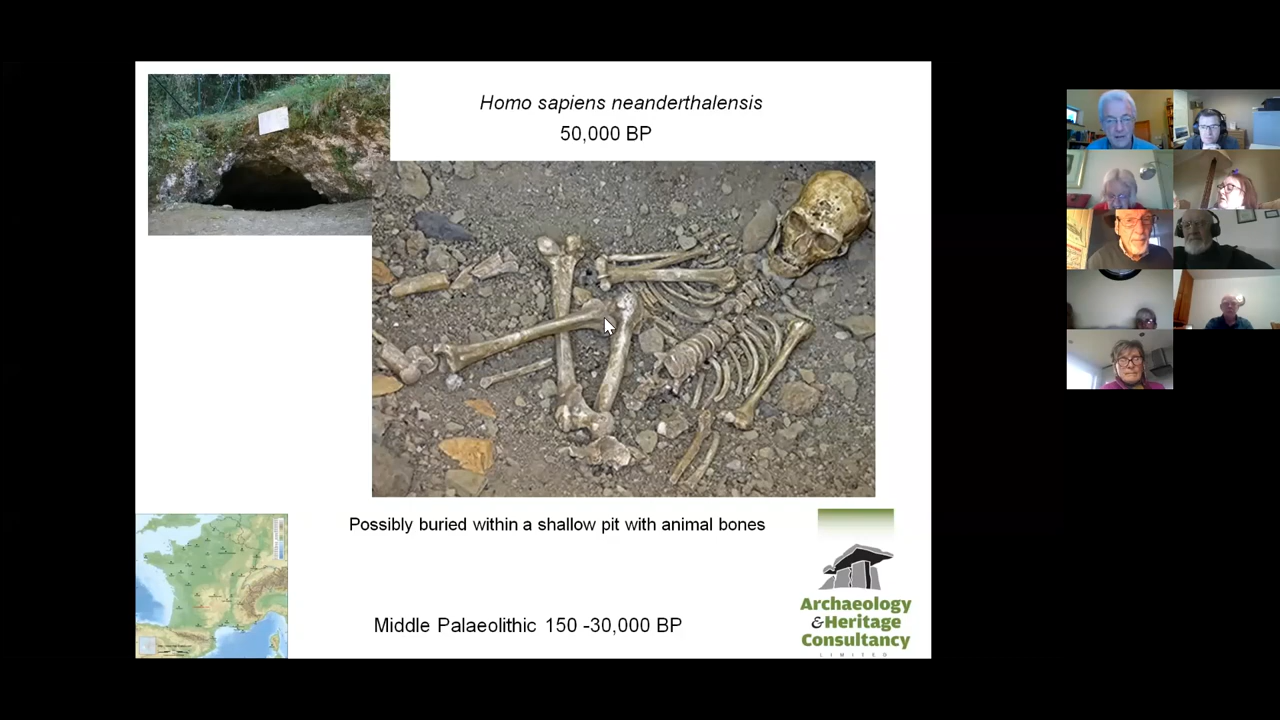 Homo sapiens neanderthalensis
50,000 BP
Possibly buried within a shallow pit with animal bones
Middle Palaeolithic 150 -30,000 BP
Archaeology
&Heritage
Consultancy
LIMITED